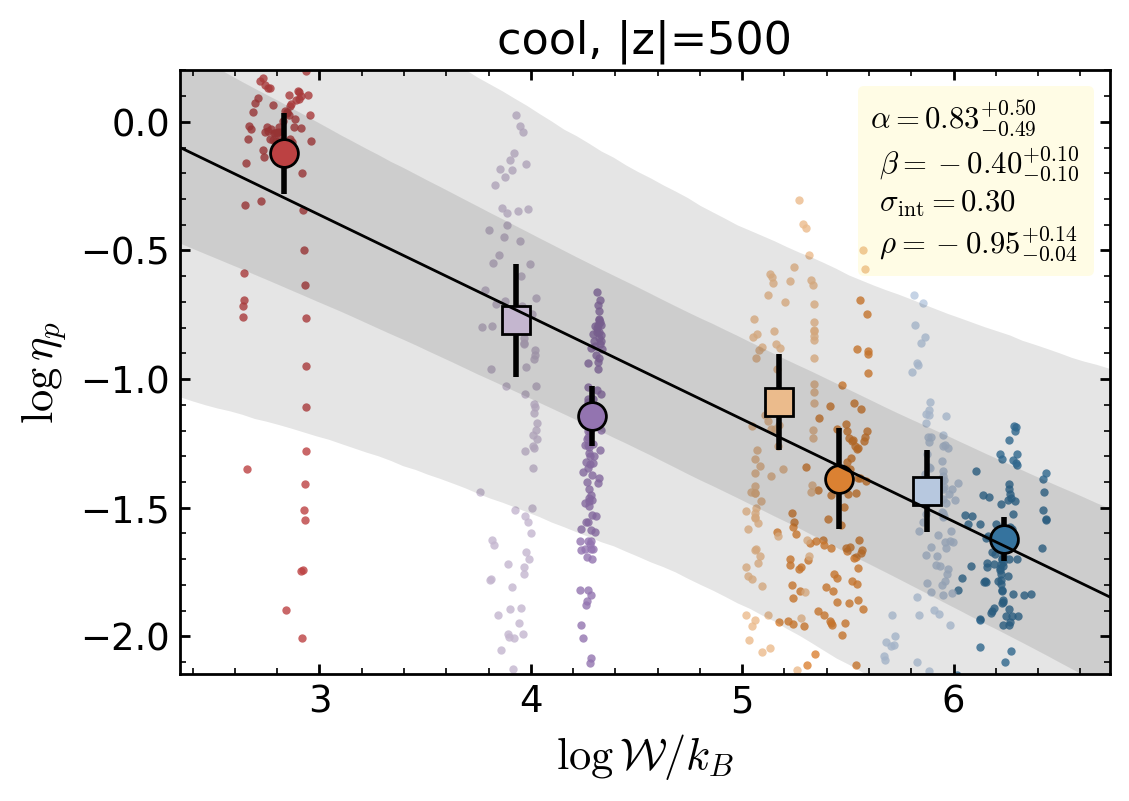 cool, |z|=500
α = 0.83^{+0.50}_{-0.49}
β = −0.40^{+0.10}_{-0.10}
σ_int = 0.30
ρ = −0.95^{+0.14}_{-0.04}
log η_p
0.0
−0.5
−1.0
−1.5
−2.0
3 4 5 6
log 𝒲/k_B